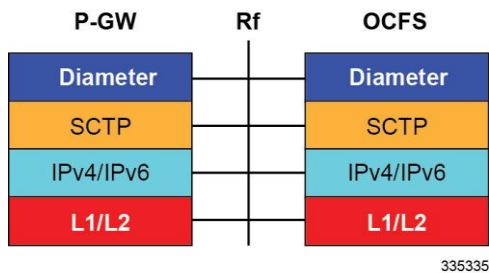 P-GW Rf OCFS
Diameter Diameter
SCTP SCTP
IPv4/IPv6 IPv4/IPv6
L1/L2 L1/L2
335335